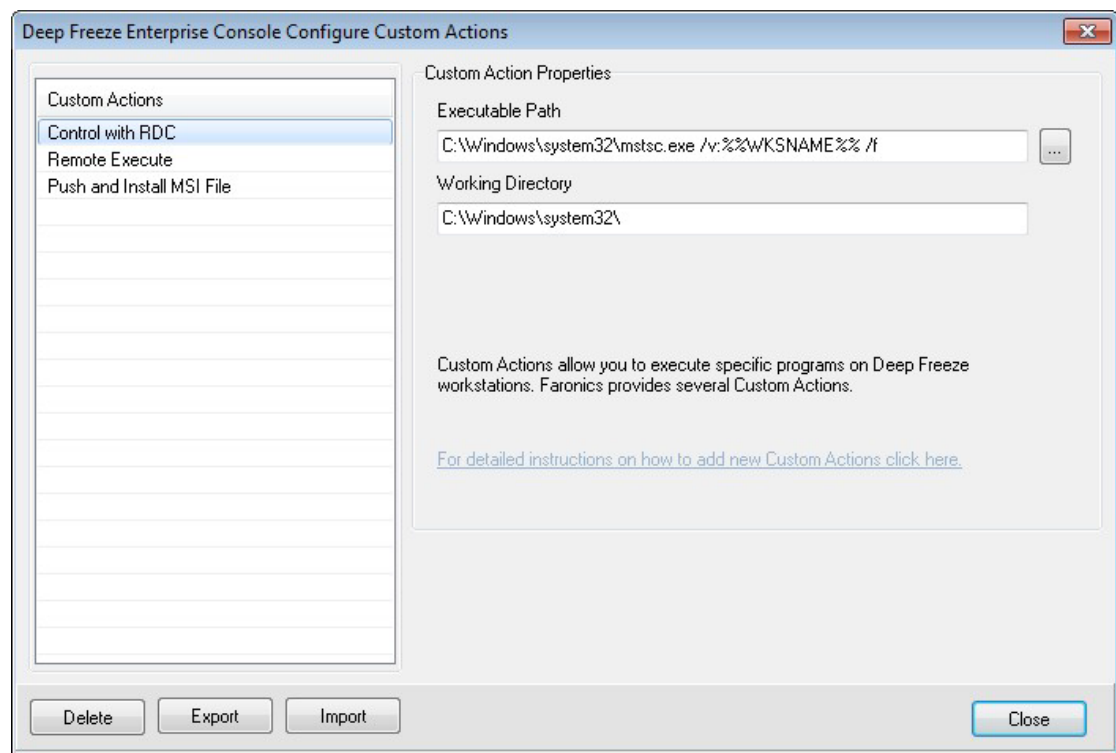 Deep Freeze Enterprise Console Configure Custom Actions
Custom Actions
Control with RDC
Remote Execute
Push and Install MSI File
Custom Action Properties
Executable Path
C:\Windows\system32\mstsc.exe /v:%%WKSNAME%% /f
...
Working Directory
C:\Windows\system32\
Custom Actions allow you to execute specific programs on Deep Freeze
workstations. Faronics provides several Custom Actions.
For detailed instructions on how to add new Custom Actions click here.
Delete
Export
Import
Close